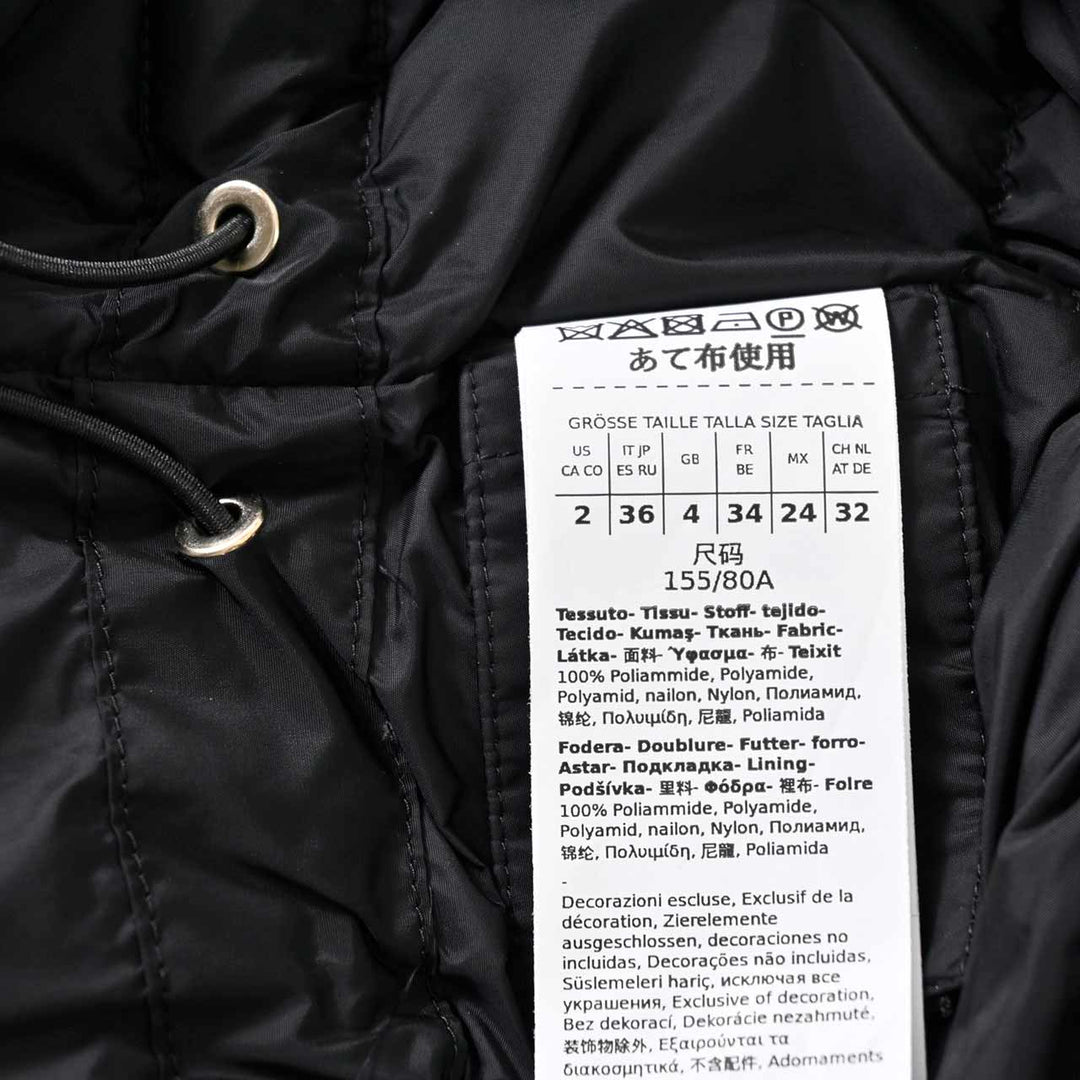 あて布使用
GRÖSSE TAILLE TALLA SIZE TAGLIA
US CA CO IT JP ES RU GB FR BE MX CH NL AT DE
2 36 4 34 24 32
尺码
155/80A
Tessuto- Tissu- Stoff- tejido-
Tecido- Kumaş- Ткань- Fabric-
Látka- 面料- Ύφασμα- 布- Teixit
100% Poliammide, Polyamide,
Polyamid, nailon, Nylon, Полиамид,
锦纶, Πολυιμίδη, 尼龍, Poliamida
Fodera- Doublure- Futter- forro-
Astar- Подкладка- Lining-
Podšívka- 里料- Φόδρα- 裡布- Folre
100% Poliammide, Polyamide,
Polyamid, nailon, Nylon, Полиамид,
锦纶, Πολυιμίδη, 尼龍, Poliamida
-
Decorazioni escluse, Exclusif de la
décoration, Zierelemente
ausgeschlossen, decoraciones no
incluidas, Decorações não incluidas,
Süslemeleri hariç, исключая все
украшения, Exclusive of decoration,
Bez dekorací, Dekorácie nezahmuté,
装饰物除外, Εξαιρούνται τα
διακοσμητικά, 不含配件, Adornaments